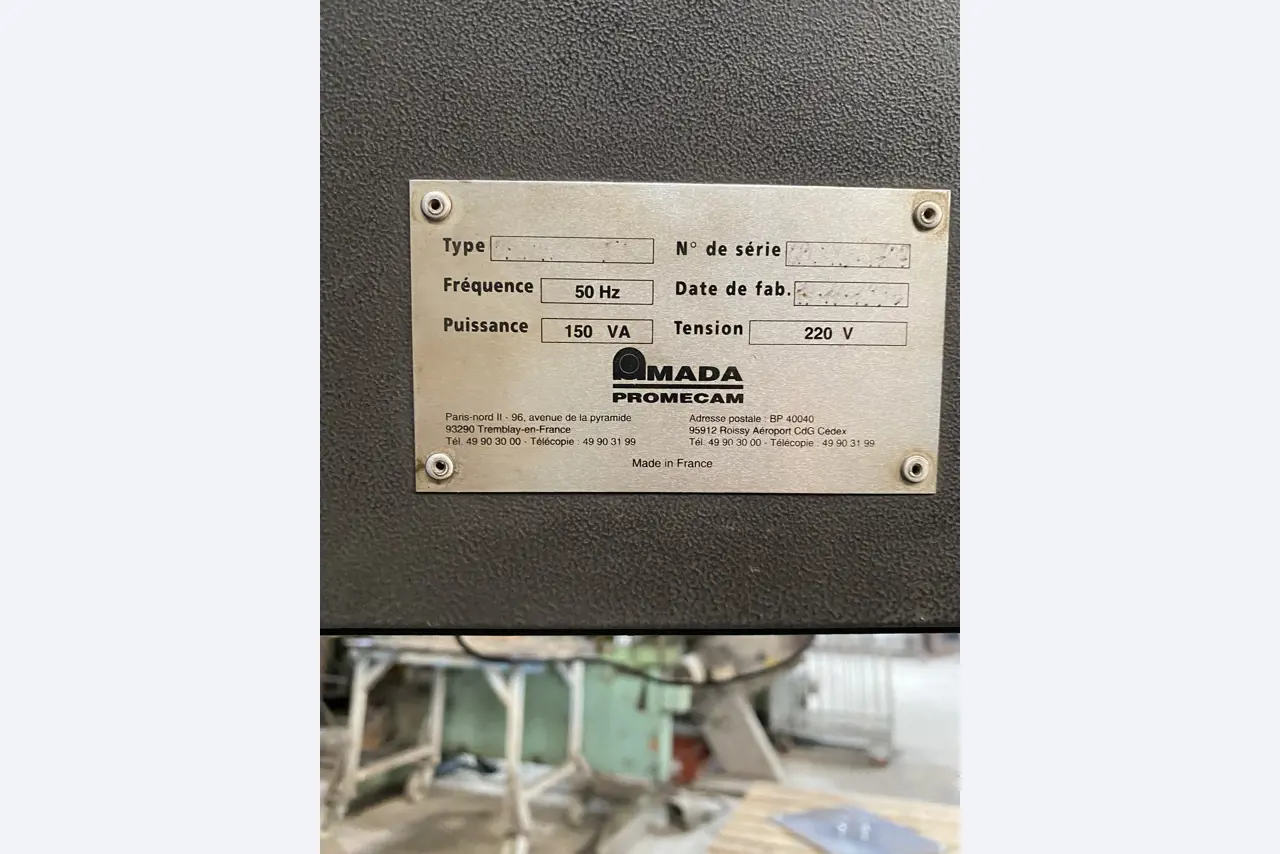 Type
N° de série
Fréquence 50 Hz
Date de fab.
Puissance 150 VA
Tension 220 V
AMADA
PROMECAM
Paris-nord II - 96, avenue de la pyramide
93290 Tremblay-en-France
Tél. 49 90 30 00 - Télécopie : 49 90 31 99
Adresse postale : BP 40040
95912 Roissy Aéroport CdG Cedex
Tél. 49 90 30 00 - Télécopie : 49 90 31 99
Made in France